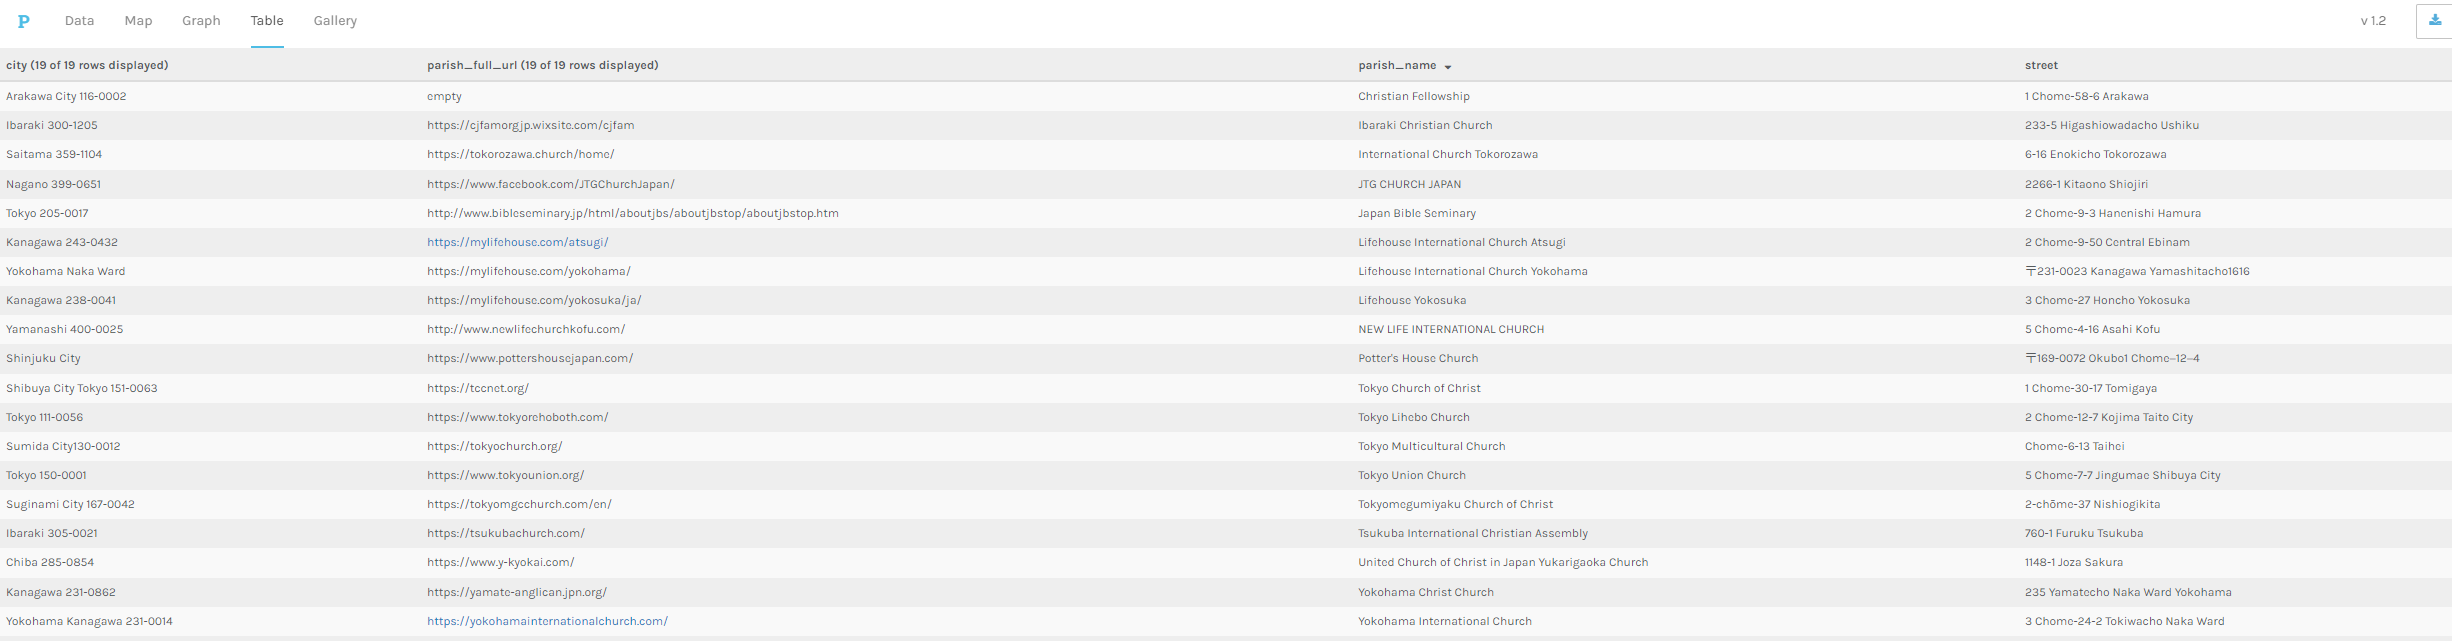 P Data Map Graph Table Gallery v 1.2
city (19 of 19 rows displayed) parish_full_url (19 of 19 rows displayed) parish_name street
Arakawa City 116-0002 empty Christian Fellowship 1 Chome-58-6 Arakawa
Ibaraki 300-1205 https://cjfamorgjp.wixsite.com/cjfam Ibaraki Christian Church 233-5 Higashiowadacho Ushiku
Saitama 359-1104 https://tokorozawa.church/home/ International Church Tokorozawa 6-16 Enokicho Tokorozawa
Nagano 399-0651 https://www.facebook.com/JTGChurchJapan/ JTG CHURCH JAPAN 2266-1 Kitaono Shiojiri
Tokyo 205-0017 http://www.bibleseminary.jp/html/aboutjbs/aboutjbstop/aboutjbstop.htm Japan Bible Seminary 2 Chome-9-3 Hanenishi Hamura
Kanagawa 243-0432 https://mylifehouse.com/atsugi/ Lifehouse International Church Atsugi 2 Chome-9-50 Central Ebinam
Yokohama Naka Ward https://mylifehouse.com/yokohama/ Lifehouse International Church Yokohama 〒231-0023 Kanagawa Yamashitacho1616
Kanagawa 238-0041 https://mylifehouse.com/yokosuka/ja/ Lifehouse Yokosuka 3 Chome-27 Honcho Yokosuka
Yamanashi 400-0025 http://www.newlifechurchkofu.com/ NEW LIFE INTERNATIONAL CHURCH 5 Chome-4-16 Asahi Kofu
Shinjuku City https://www.pottershousejapan.com/ Potter's House Church 〒169-0072 Okubo1 Chome−12−4
Shibuya City Tokyo 151-0063 https://tccnet.org/ Tokyo Church of Christ 1 Chome-30-17 Tomigaya
Tokyo 111-0056 https://www.tokyorehoboth.com/ Tokyo Lihebo Church 2 Chome-12-7 Kojima Taito City
Sumida City130-0012 https://tokyochurch.org/ Tokyo Multicultural Church Chome-6-13 Taihei
Tokyo 150-0001 https://www.tokyounion.org/ Tokyo Union Church 5 Chome-7-7 Jingumae Shibuya City
Suginami City 167-0042 https://tokyomgcchurch.com/en/ Tokyomegumiyaku Church of Christ 2-chōme-37 Nishiogikita
Ibaraki 305-0021 https://tsukubachurch.com/ Tsukuba International Christian Assembly 760-1 Furuku Tsukuba
Chiba 285-0854 https://www.y-kyokai.com/ United Church of Christ in Japan Yukarigaoka Church 1148-1 Joza Sakura
Kanagawa 231-0862 https://yamate-anglican.jpn.org/ Yokohama Christ Church 235 Yamatecho Naka Ward Yokohama
Yokohama Kanagawa 231-0014 https://yokohamainternationalchurch.com/ Yokohama International Church 3 Chome-24-2 Tokiwacho Naka Ward